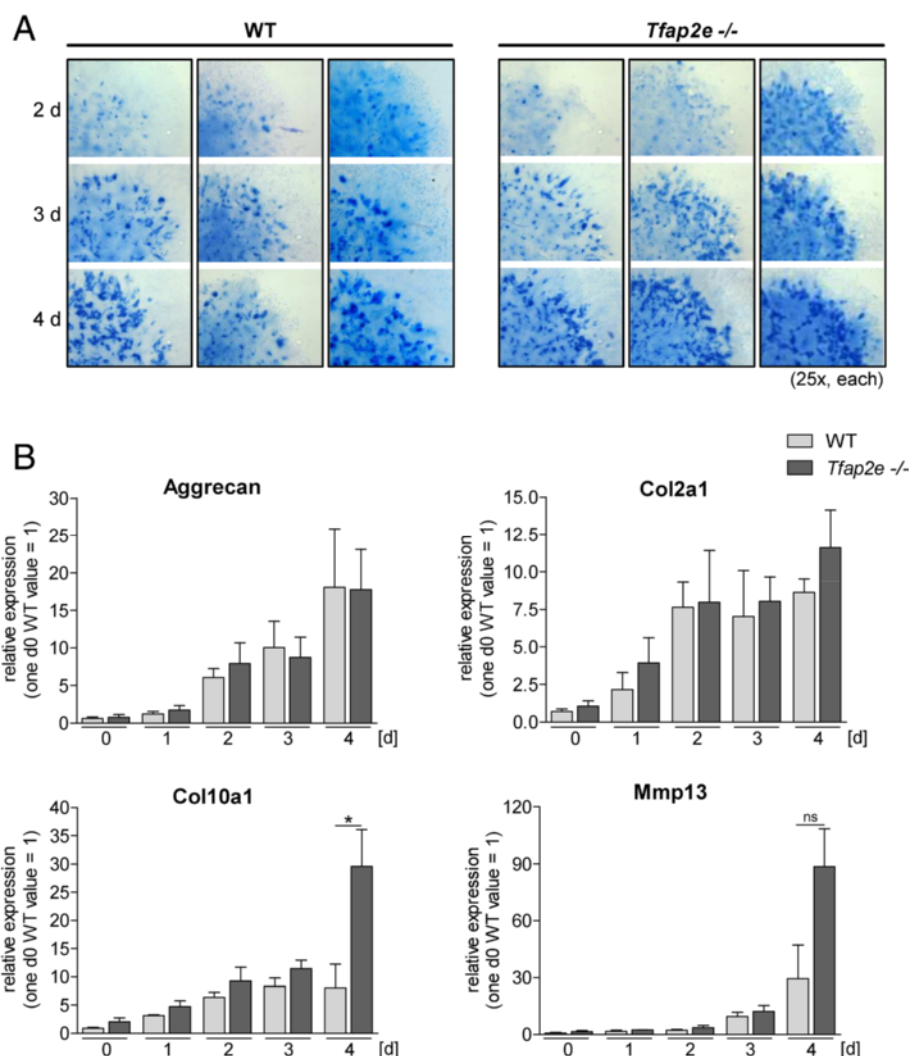 A
WT
Tfap2e -/-
2 d
3 d
4 d
(25x, each)
B
WT
Tfap2e -/-
Aggrecan
relative expression
(one d0 WT value = 1)
30
25
20
15
10
5
0
0 1 2 3 4 [d]
Col2a1
relative expression
(one d0 WT value = 1)
15.0
12.5
10.0
7.5
5.0
2.5
0.0
0 1 2 3 4 [d]
Col10a1
relative expression
(one d0 WT value = 1)
40
35
30
25
20
15
10
5
0
*
0 1 2 3 4 [d]
Mmp13
relative expression
(one d0 WT value = 1)
120
90
60
30
0
ns
0 1 2 3 4 [d]